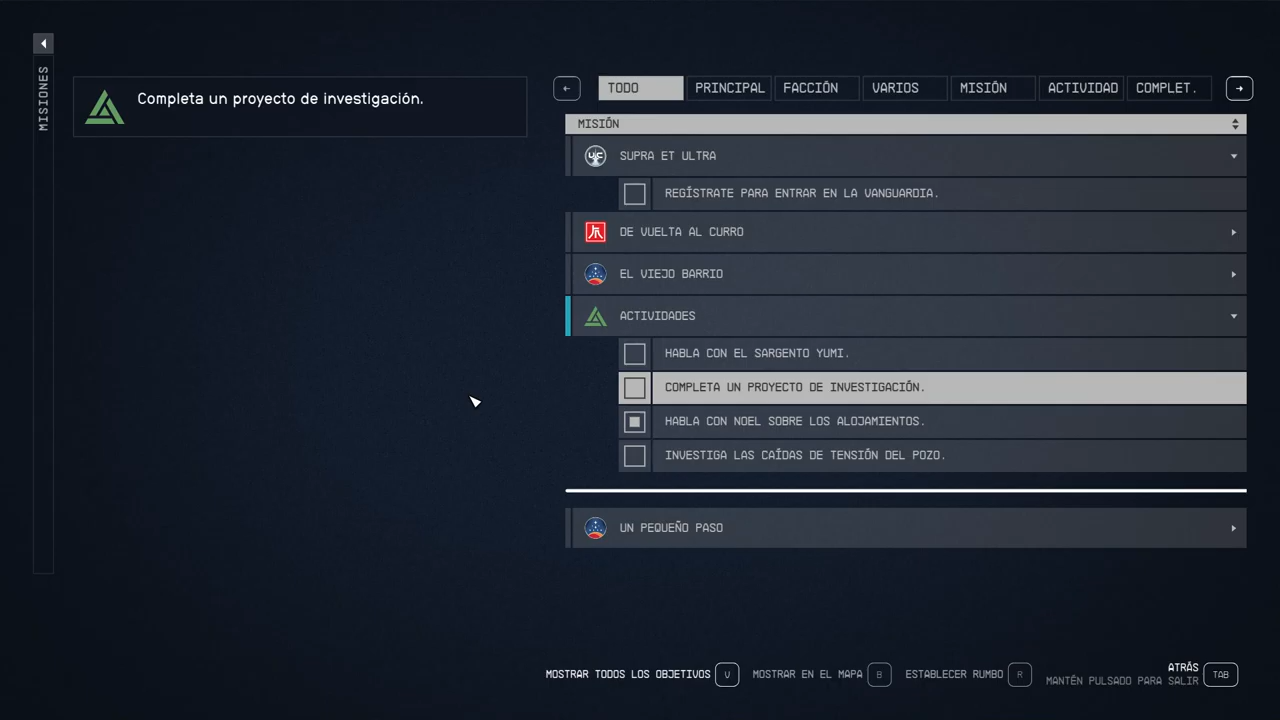 MISIONES
Completa un proyecto de investigación.
TODO PRINCIPAL FACCIÓN VARIOS MISIÓN ACTIVIDAD COMPLET.
MISIÓN
SUPRA ET ULTRA
REGÍSTRATE PARA ENTRAR EN LA VANGUARDIA.
DE VUELTA AL CURRO
EL VIEJO BARRIO
ACTIVIDADES
HABLA CON EL SARGENTO YUMI.
COMPLETA UN PROYECTO DE INVESTIGACIÓN.
HABLA CON NOEL SOBRE LOS ALOJAMIENTOS.
INVESTIGA LAS CAÍDAS DE TENSIÓN DEL POZO.
UN PEQUEÑO PASO
MOSTRAR TODOS LOS OBJETIVOS V MOSTRAR EN EL MAPA B ESTABLECER RUMBO R ATRÁS TAB
MANTÉN PULSADO PARA SALIR